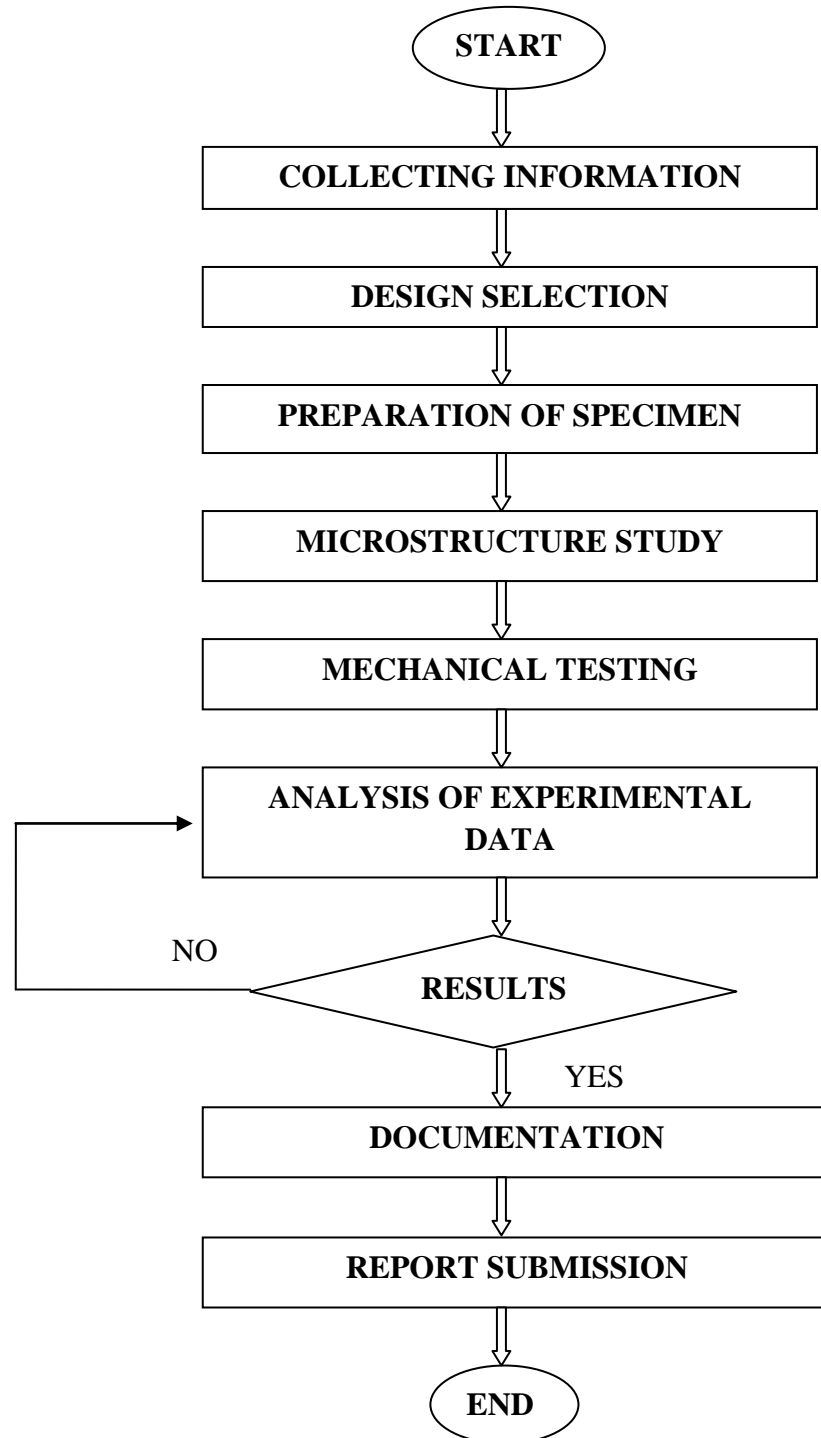 START
COLLECTING INFORMATION
DESIGN SELECTION
PREPARATION OF SPECIMEN
MICROSTRUCTURE STUDY
MECHANICAL TESTING
ANALYSIS OF EXPERIMENTAL
DATA
NO
RESULTS
YES
DOCUMENTATION
REPORT SUBMISSION
END